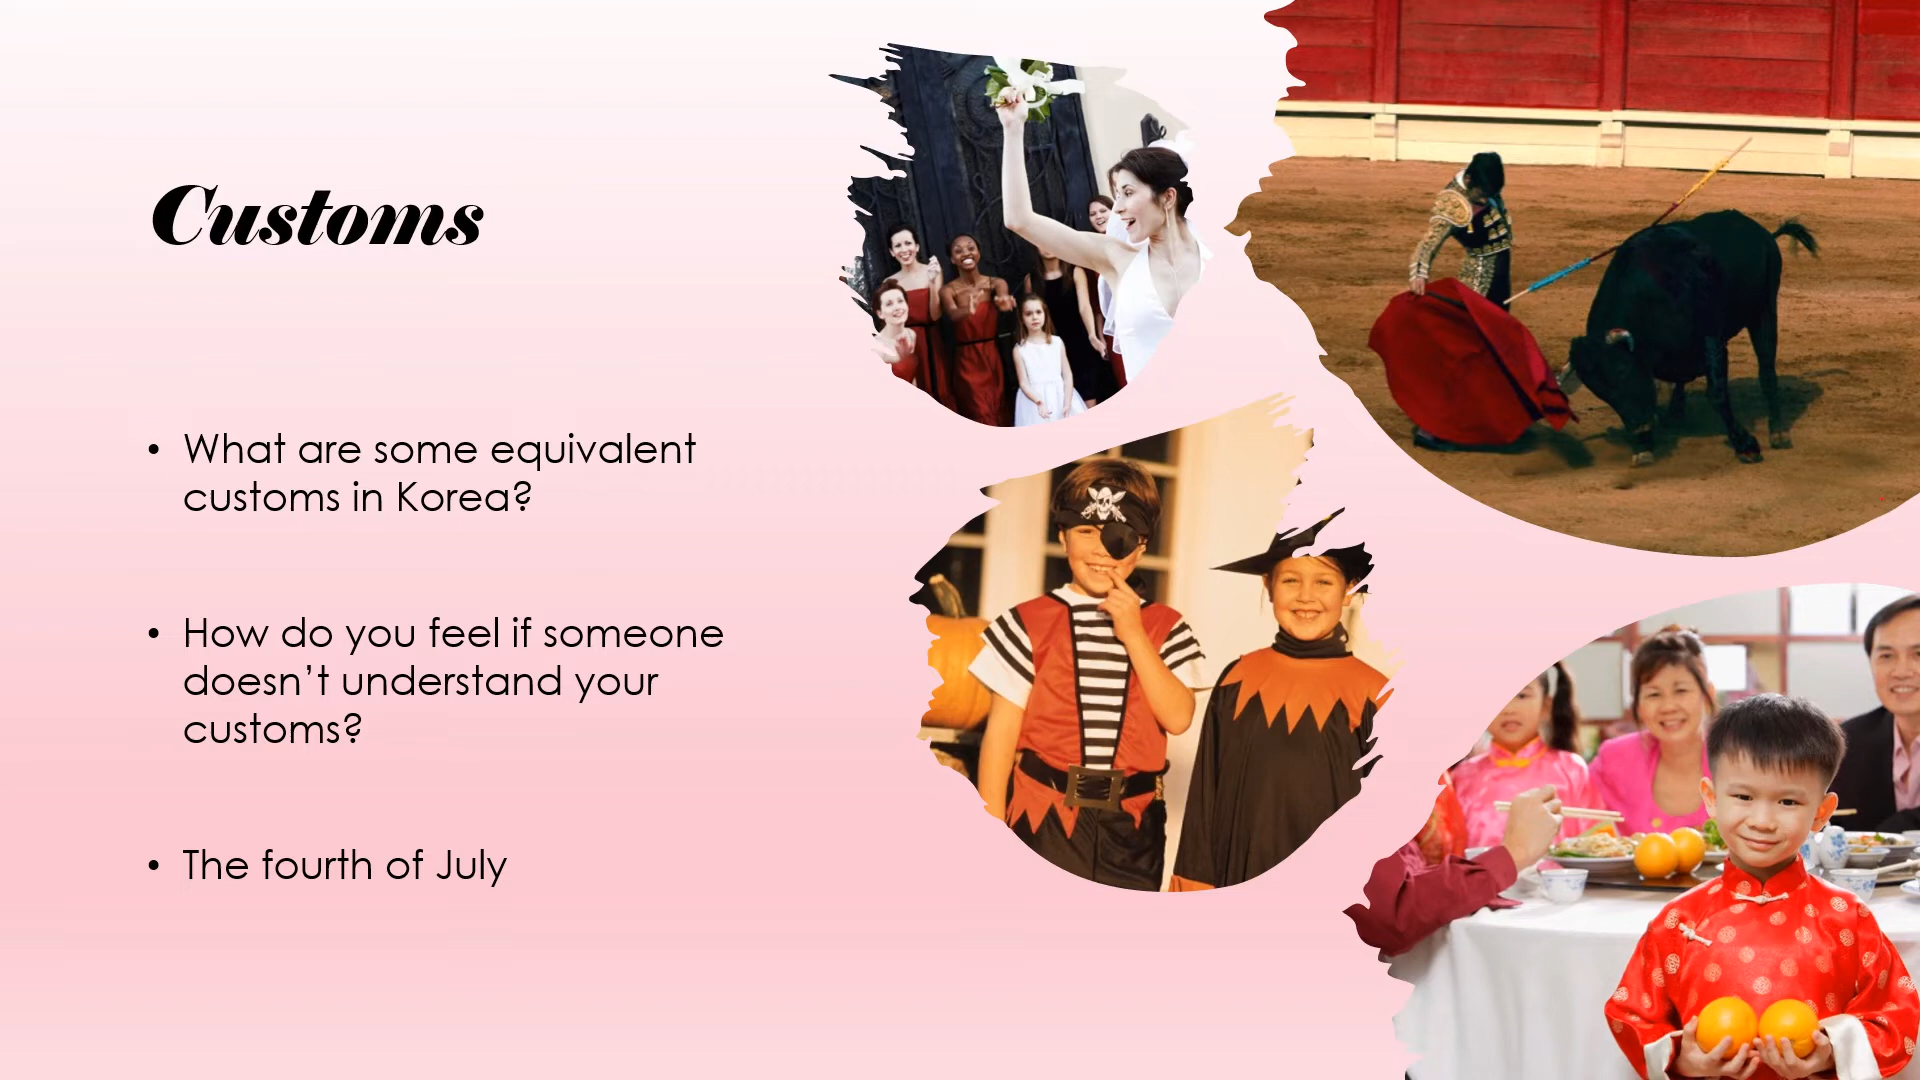 Customs
• What are some equivalent
customs in Korea?
• How do you feel if someone
doesn’t understand your
customs?
• The fourth of July